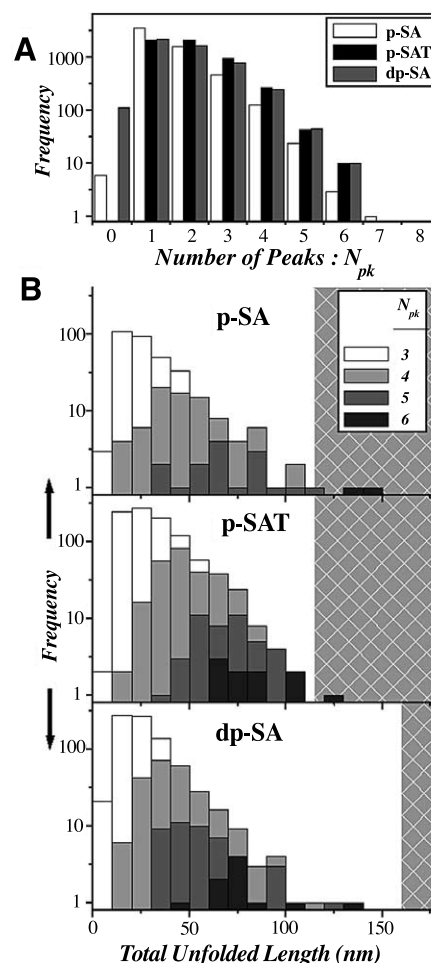 A
p-SA
p-SAT
dp-SA
Frequency
1000
100
10
1
0 1 2 3 4 5 6 7 8
Number of Peaks : Npk
B
p-SA
Npk
3
4
5
6
100
10
1
p-SAT
100
10
1
Frequency
dp-SA
100
10
1
0 50 100 150
Total Unfolded Length (nm)